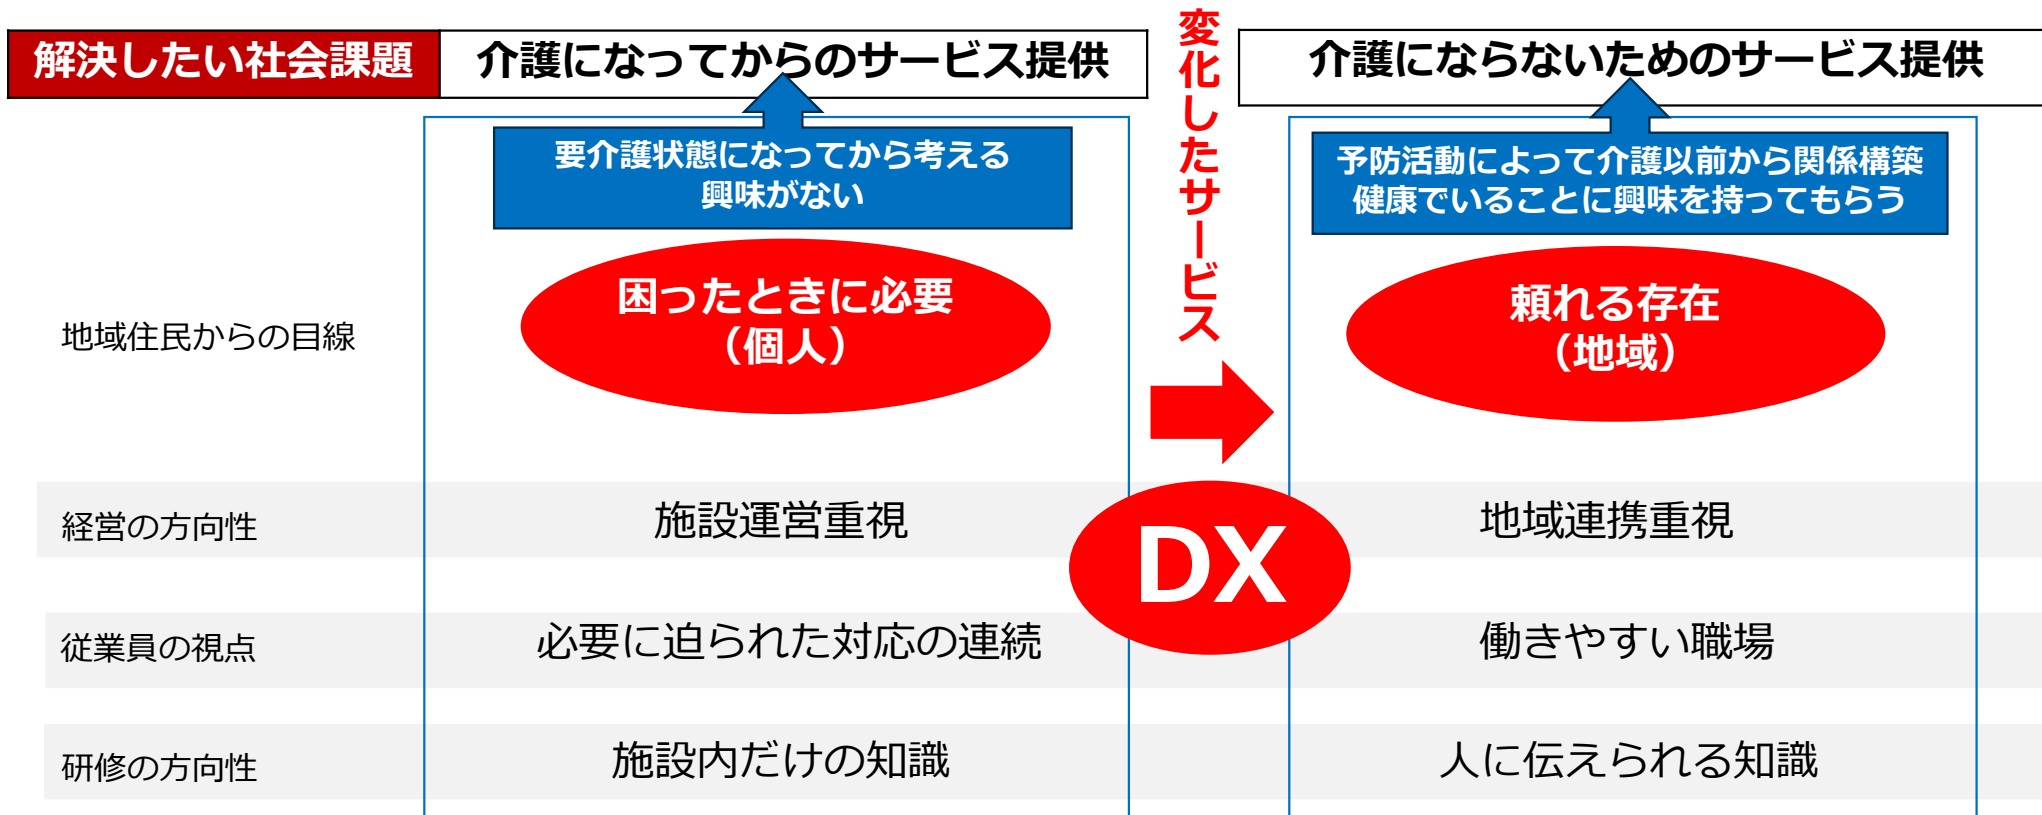 解決したい社会課題
介護になってからのサービス提供
変化したサービス
介護にならないためのサービス提供
要介護状態になってから考える
興味がない
予防活動によって介護以前から関係構築
健康でいることに興味を持ってもらう
地域住民からの目線
困ったときに必要
（個人）
頼れる存在
（地域）
経営の方向性
施設運営重視
DX
地域連携重視
従業員の視点
必要に迫られた対応の連続
働きやすい職場
研修の方向性
施設内だけの知識
人に伝えられる知識